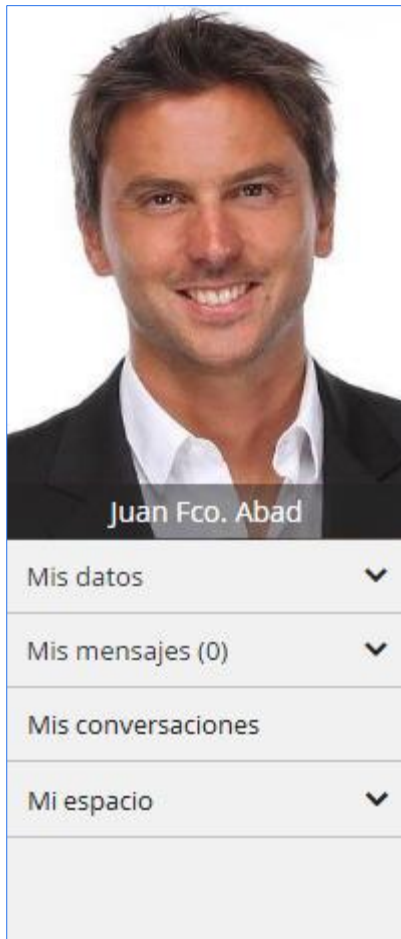 Juan Fco. Abad
Mis datos
Mis mensajes (0)
Mis conversaciones
Mi espacio